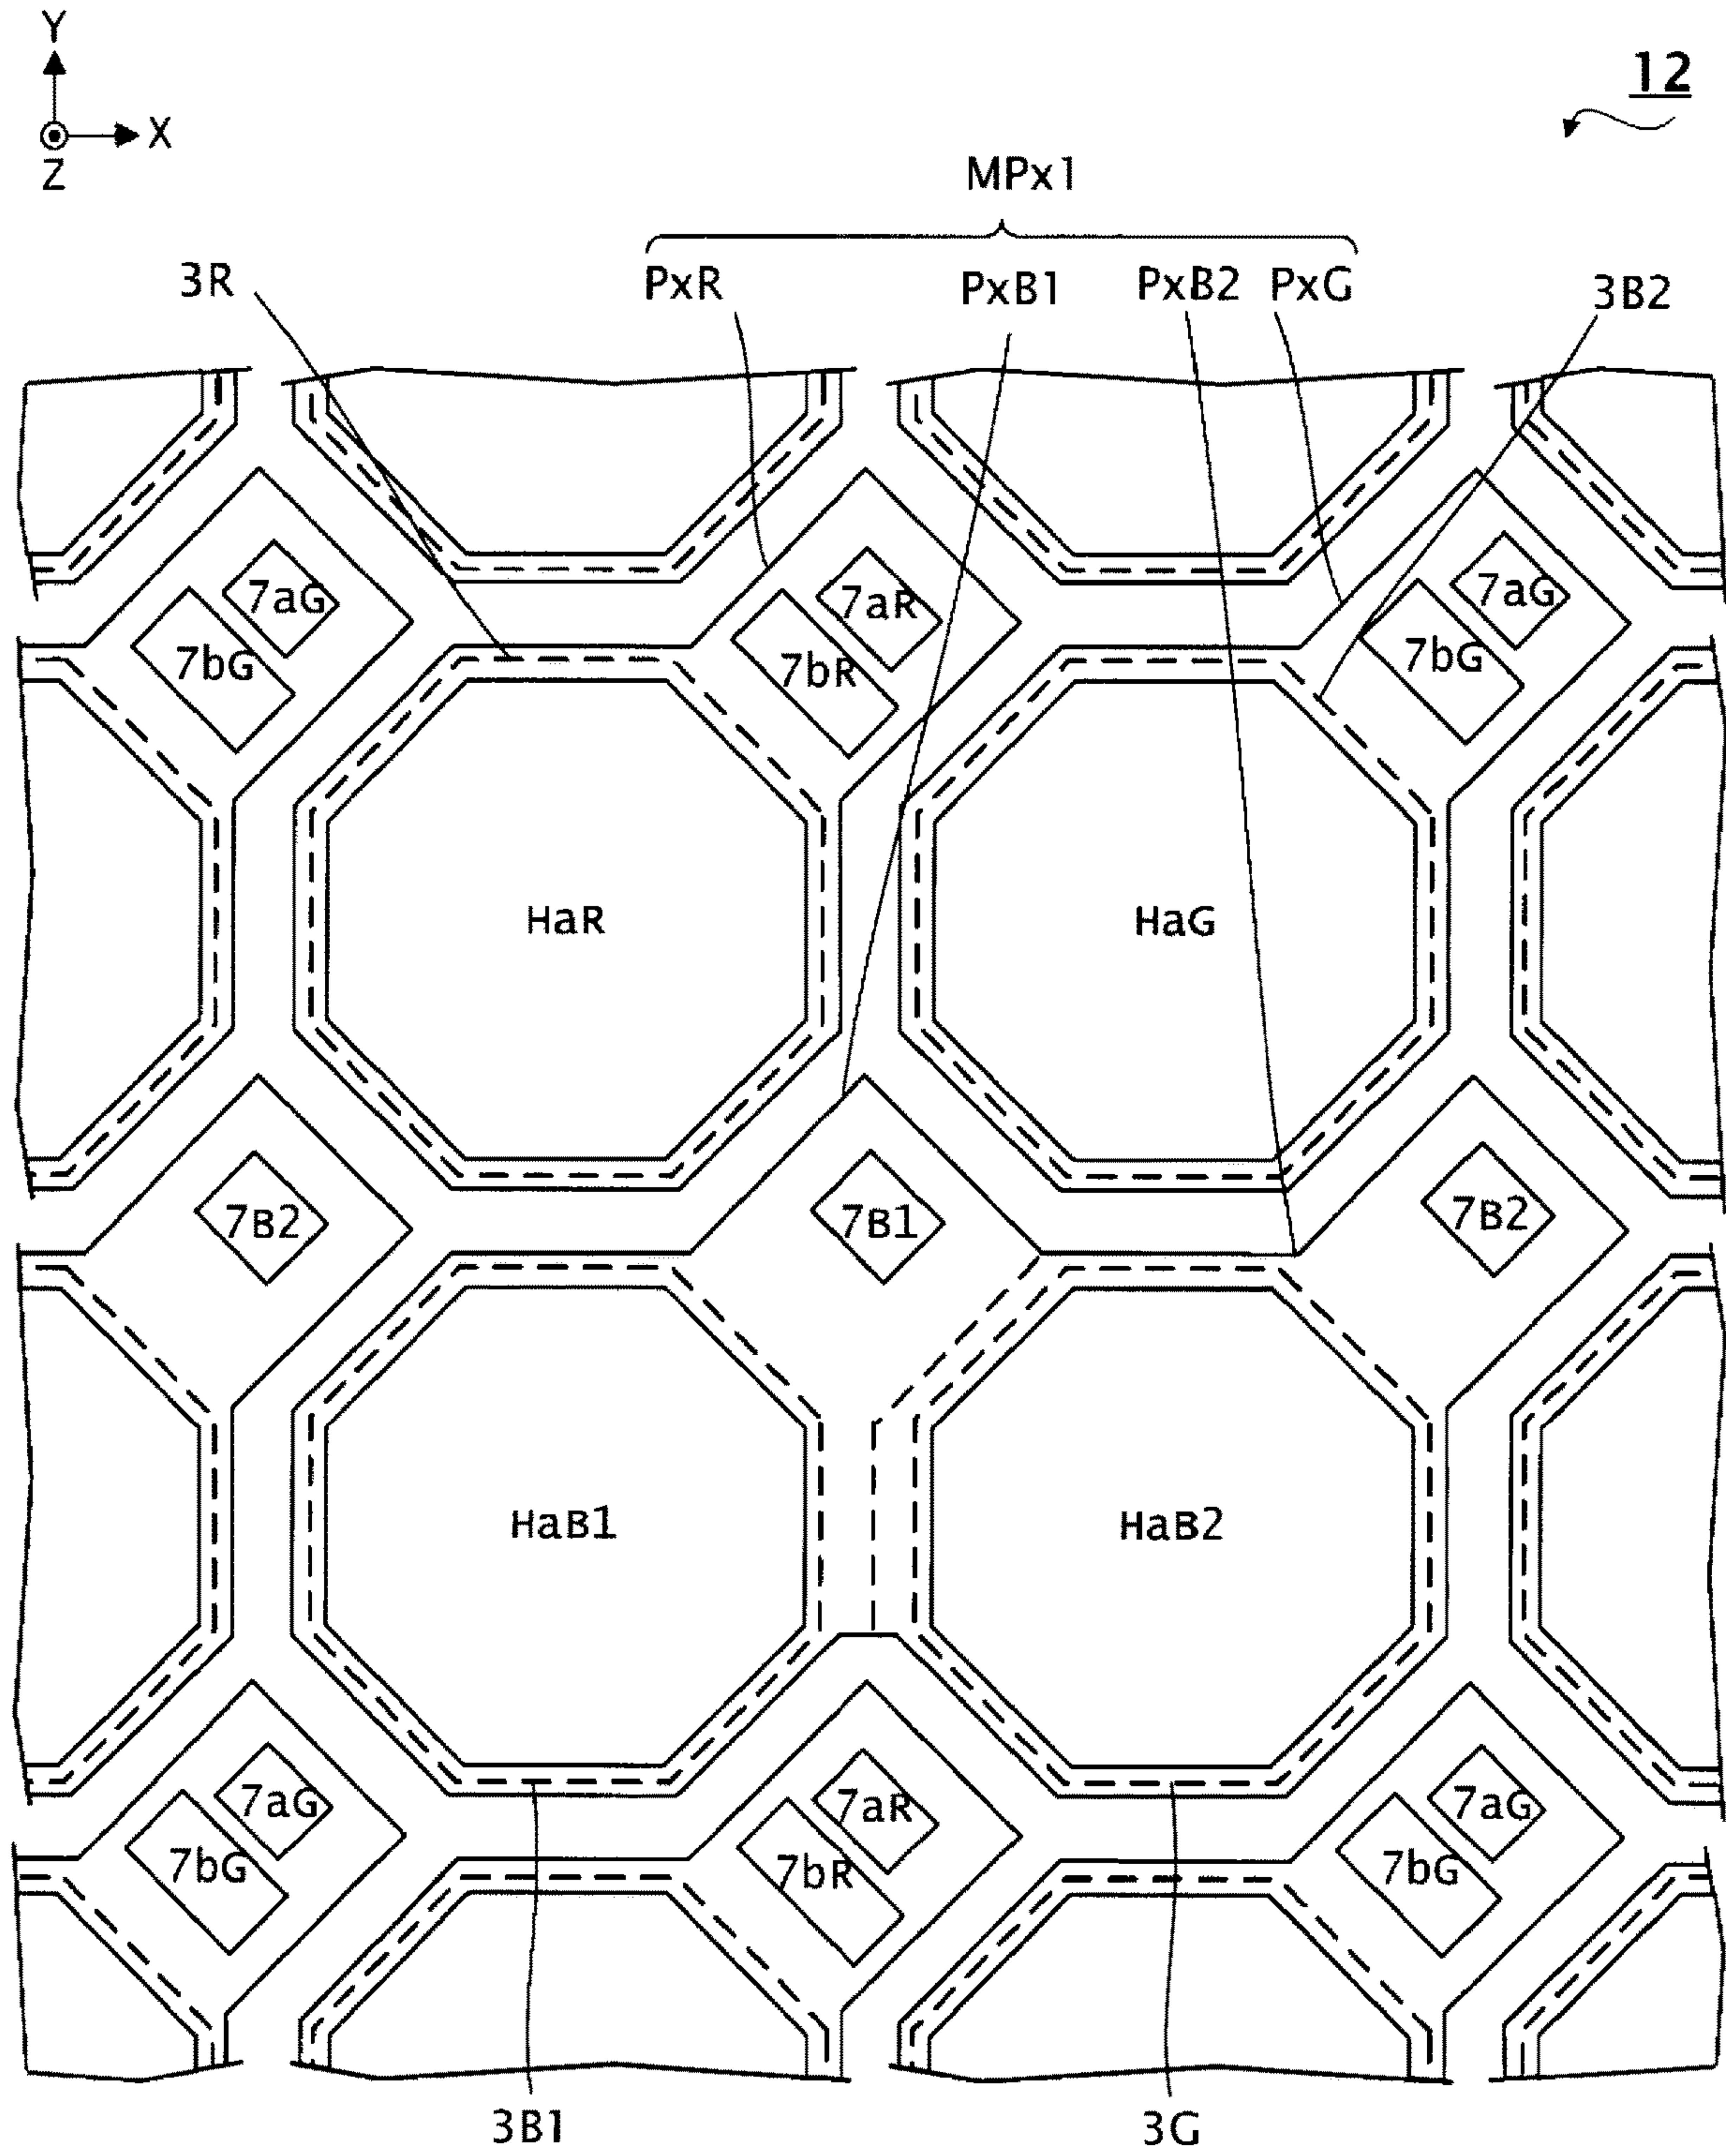 Y
12
X
Z
MPx1
3R PxR PxB1 PxB2 PxG 3B2
7aG 7aR 7aG
7bG 7bR 7bG
HaR HaG
7B2 7B1 7B2
HaB1 HaB2
7aG 7aR 7aG
7bG 7bR 7bG
3B1 3G